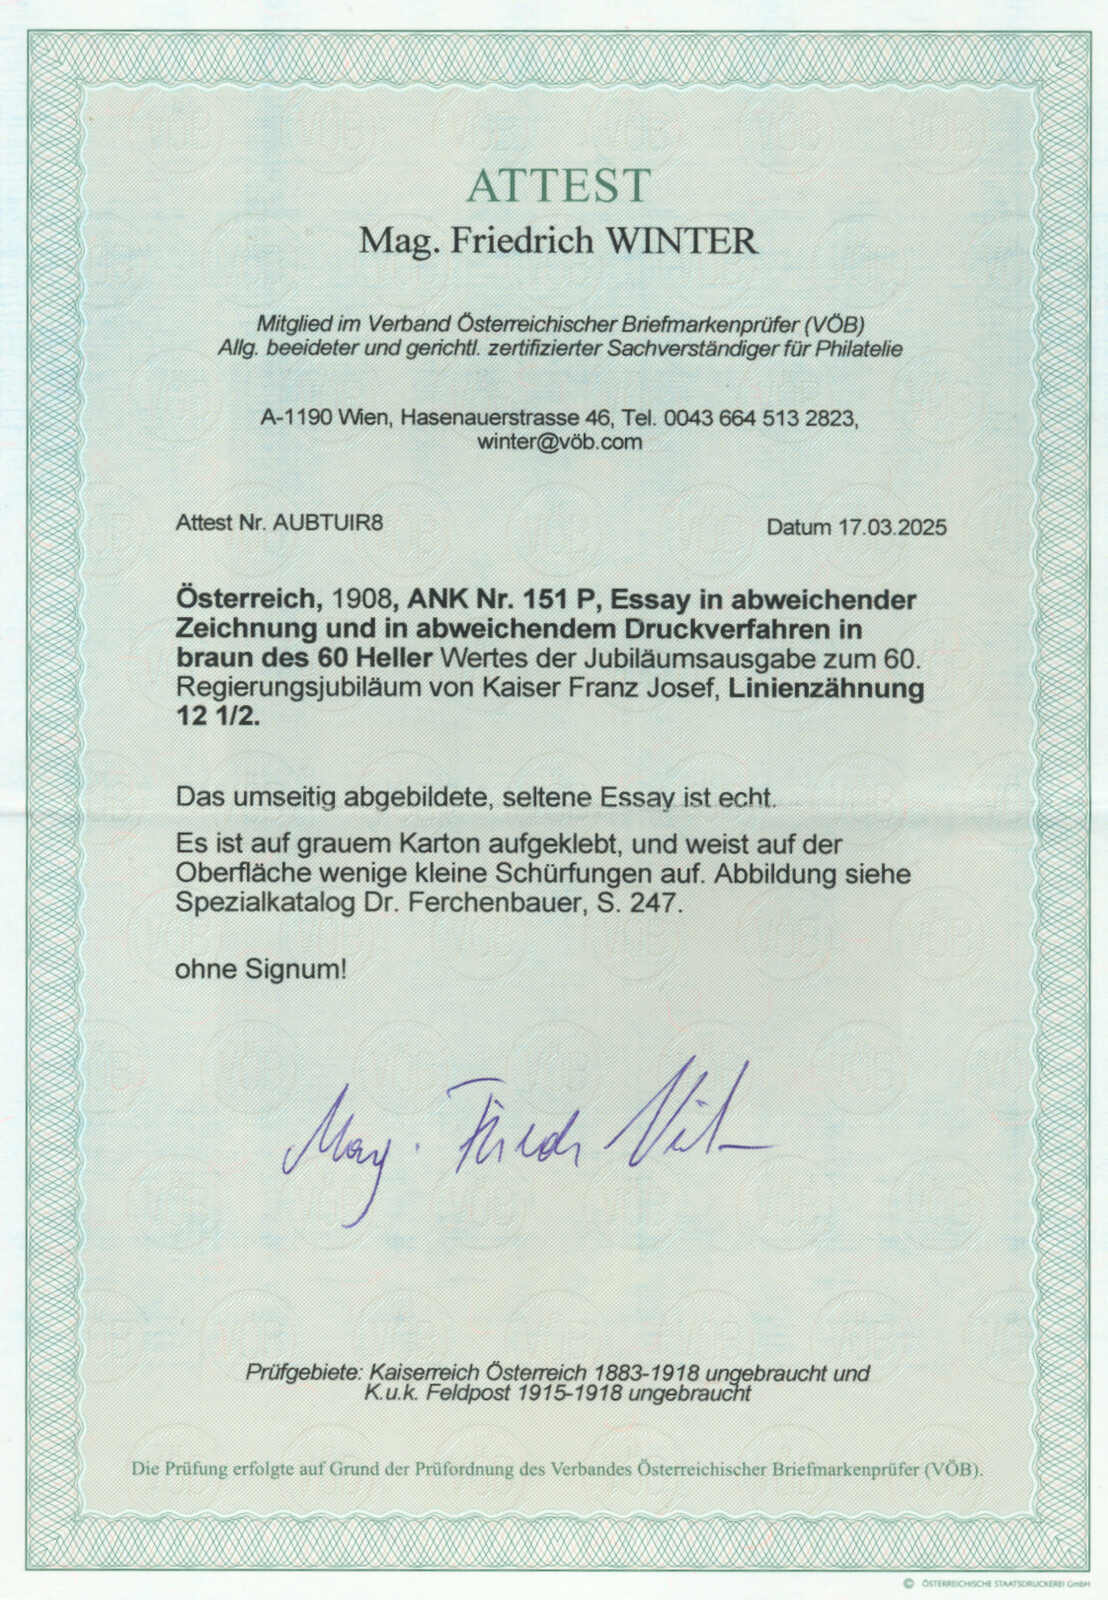 ATTEST
Mag. Friedrich WINTER
Mitglied im Verband Österreichischer Briefmarkenprüfer (VÖB)
Allg. beeideter und gerichtl. zertifizierter Sachverständiger für Philatelie
A-1190 Wien, Hasenauerstrasse 46, Tel. 0043 664 513 2823,
winter@vöb.com
Attest Nr. AUBTUIR8
Datum 17.03.2025
Österreich, 1908, ANK Nr. 151 P, Essay in abweichender
Zeichnung und in abweichendem Druckverfahren in
braun des 60 Heller Wertes der Jubiläumsausgabe zum 60.
Regierungsjubiläum von Kaiser Franz Josef, Linienzähnung
12 1/2.
Das umseitig abgebildete, seltene Essay ist echt.
Es ist auf grauem Karton aufgeklebt, und weist auf der
Oberfläche wenige kleine Schürfungen auf. Abbildung siehe
Spezialkatalog Dr. Ferchenbauer, S. 247.
ohne Signum!
Prüfgebiete: Kaiserreich Österreich 1883-1918 ungebraucht und
K.u.k. Feldpost 1915-1918 ungebraucht
Die Prüfung erfolgte auf Grund der Prüfordnung des Verbandes Österreichischer Briefmarkenprüfer (VÖB).
© ÖSTERREICHISCHE STAATSDRUCKEREI GmbH